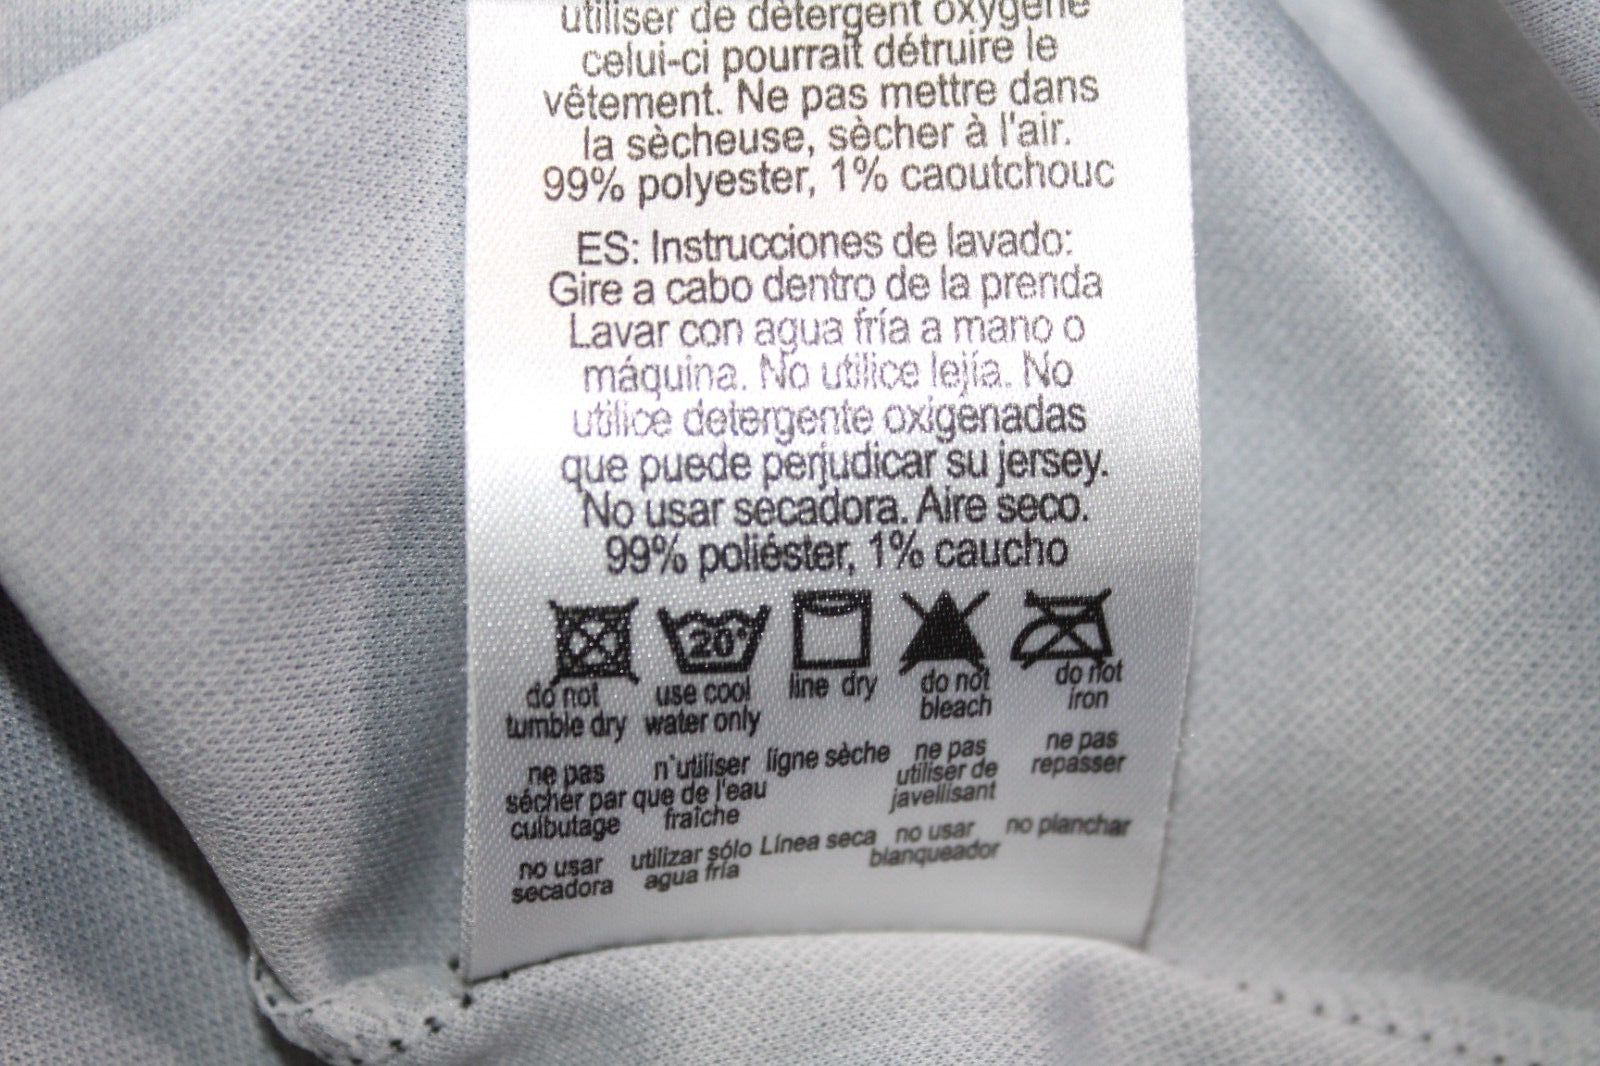 utiliser de dètergent oxygène
celui-ci pourrait détruire le
vêtement. Ne pas mettre dans
la sècheuse, sècher à l'air.
99% polyester, 1% caoutchouc
ES: Instrucciones de lavado:
Gire a cabo dentro de la prenda
Lavar con agua fría a mano o
máquina. No utilice lejía. No
utilice detergente oxigenadas
que puede perjudicar su jersey.
No usar secadora. Aire seco.
99% poliéster, 1% caucho
20°
do not
tumble dry
use cool
water only
line dry
do not
bleach
do not
iron
ne pas
sécher par
culbutage
n'utiliser
que de l'eau
fraîche
ligne sèche
ne pas
utiliser de
javellisant
ne pas
repasser
no usar
secadora
utilizar sólo
agua fría
Línea seca
no usar
blanqueador
no planchar